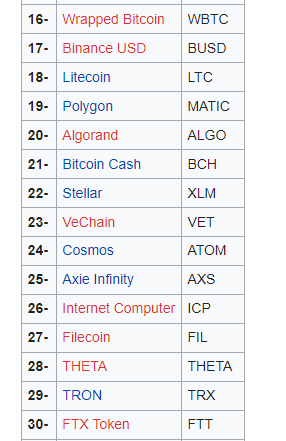 16- Wrapped Bitcoin WBTC
17- Binance USD BUSD
18- Litecoin LTC
19- Polygon MATIC
20- Algorand ALGO
21- Bitcoin Cash BCH
22- Stellar XLM
23- VeChain VET
24- Cosmos ATOM
25- Axie Infinity AXS
26- Internet Computer ICP
27- Filecoin FIL
28- THETA THETA
29- TRON TRX
30- FTX Token FTT